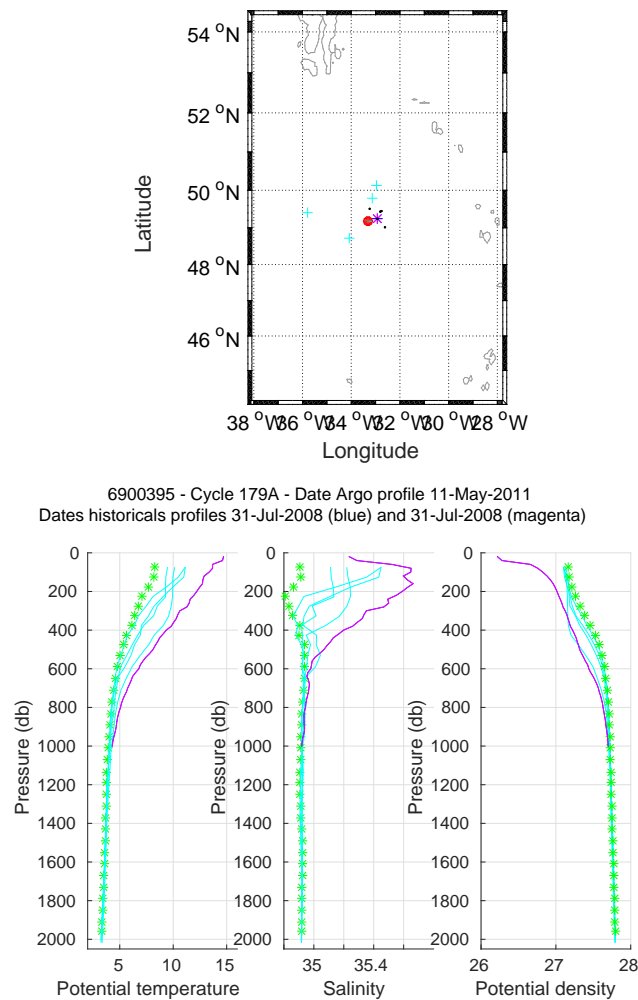 54 °N
52 °N
50 °N
48 °N
46 °N
Latitude
38 °W 36 °W 34 °W 32 °W 30 °W 28 °W
Longitude
6900395 - Cycle 179A - Date Argo profile 11-May-2011
Dates historicals profiles 31-Jul-2008 (blue) and 31-Jul-2008 (magenta)
0
200
400
600
800
1000
1200
1400
1600
1800
2000
Pressure (db)
5 10 15
Potential temperature
0
200
400
600
800
1000
1200
1400
1600
1800
2000
Pressure (db)
35 35.4
Salinity
0
200
400
600
800
1000
1200
1400
1600
1800
2000
Pressure (db)
26 27 28
Potential density